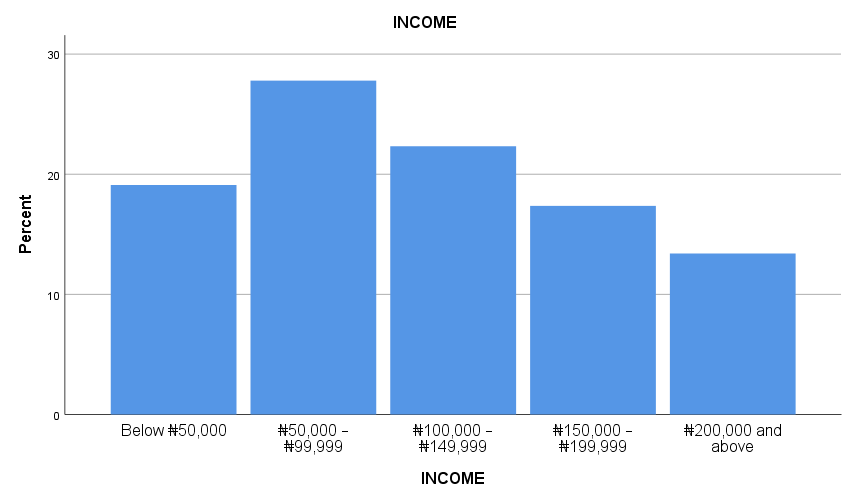 INCOME
30
20
10
0
Percent
Below ₦50,000
₦50,000 –
₦99,999
₦100,000 –
₦149,999
₦150,000 –
₦199,999
₦200,000 and
above
INCOME